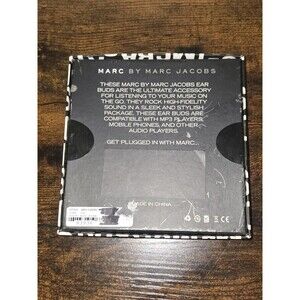 MARC BY MARC JACOBS
THESE MARC BY MARC JACOBS EAR
BUDS ARE THE ULTIMATE ACCESSORY
FOR LISTENING TO YOUR MUSIC ON
THE GO. THEY ROCK HIGH-FIDELITY
SOUND IN A SLEEK AND STYLISH
PACKAGE. THESE EAR BUDS ARE
COMPATIBLE WITH MP3 PLAYERS,
MOBILE PHONES, AND OTHER
AUDIO PLAYERS.
GET PLUGGED IN WITH MARC...
MADE IN CHINA
CE